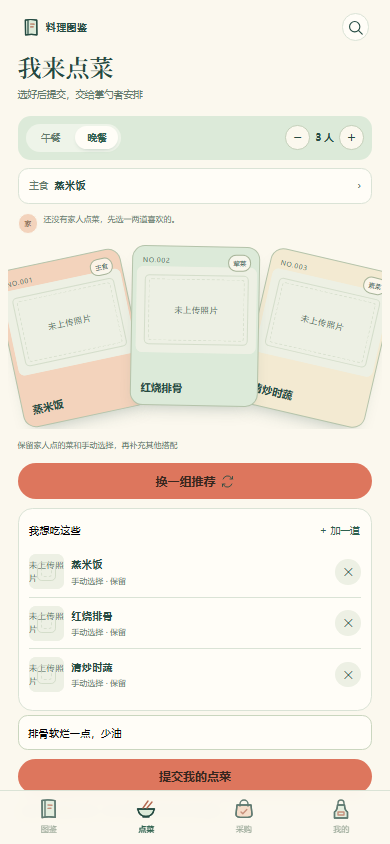 料理图鉴
我来点菜
选好后提交，交给掌勺者安排
午餐
晚餐
− 3 人 +
主食 蒸米饭 ›
家 还没有家人点菜，先选一两道喜欢的。
NO.001 主食
未上传照片
蒸米饭
NO.002 荤菜
未上传照片
红烧排骨
NO.003 素菜
未上传照片
清炒时蔬
保留家人点的菜和手动选择，再补充其他搭配
换一组推荐
我想吃这些 + 加一道
未上传照片
蒸米饭
手动选择 · 保留
未上传照片
红烧排骨
手动选择 · 保留
未上传照片
清炒时蔬
手动选择 · 保留
排骨软烂一点，少油
提交我的点菜
图鉴 点菜 采购 我的